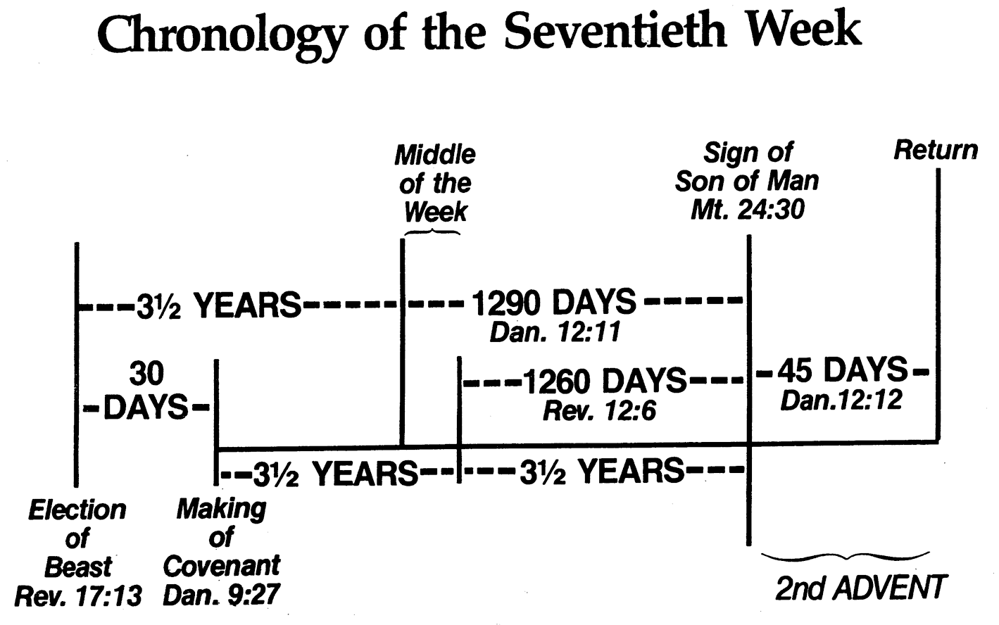 Chronology of the Seventieth Week
Middle
of the
Week
Sign of
Son of Man
Mt. 24:30
Return
3½ YEARS
1290 DAYS
Dan. 12:11
30
DAYS
1260 DAYS
Rev. 12:6
45 DAYS
Dan.12:12
3½ YEARS
3½ YEARS
Election
of
Beast
Rev. 17:13
Making
of
Covenant
Dan. 9:27
2nd ADVENT